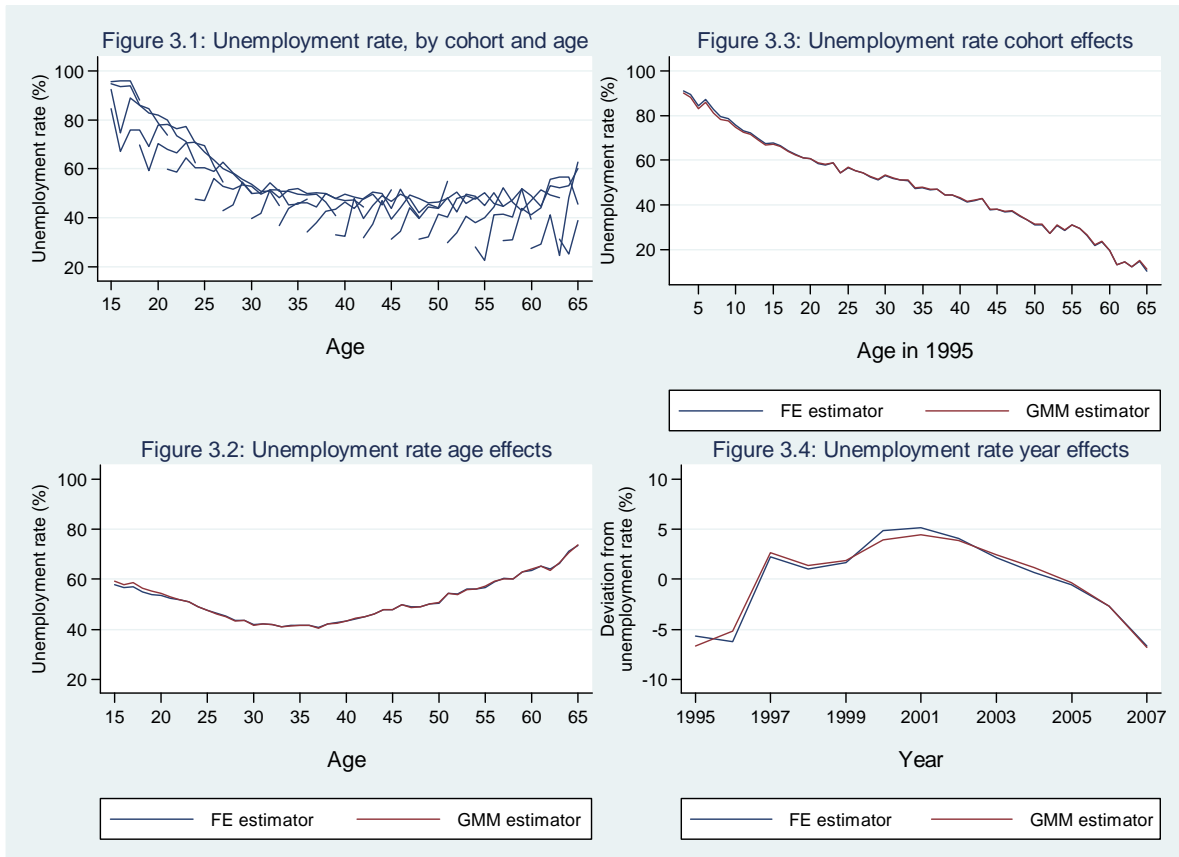 Figure 3.1: Unemployment rate, by cohort and age
Unemployment rate (%)
100
80
60
40
20
15 20 25 30 35 40 45 50 55 60 65
Age
Figure 3.3: Unemployment rate cohort effects
Unemployment rate (%)
100
80
60
40
20
5 10 15 20 25 30 35 40 45 50 55 60 65
Age in 1995
FE estimator GMM estimator
Figure 3.2: Unemployment rate age effects
Unemployment rate (%)
100
80
60
40
20
15 20 25 30 35 40 45 50 55 60 65
Age
FE estimator GMM estimator
Figure 3.4: Unemployment rate year effects
Deviation from
unemployment rate (%)
10
5
0
-5
-10
1995 1997 1999 2001 2003 2005 2007
Year
FE estimator GMM estimator